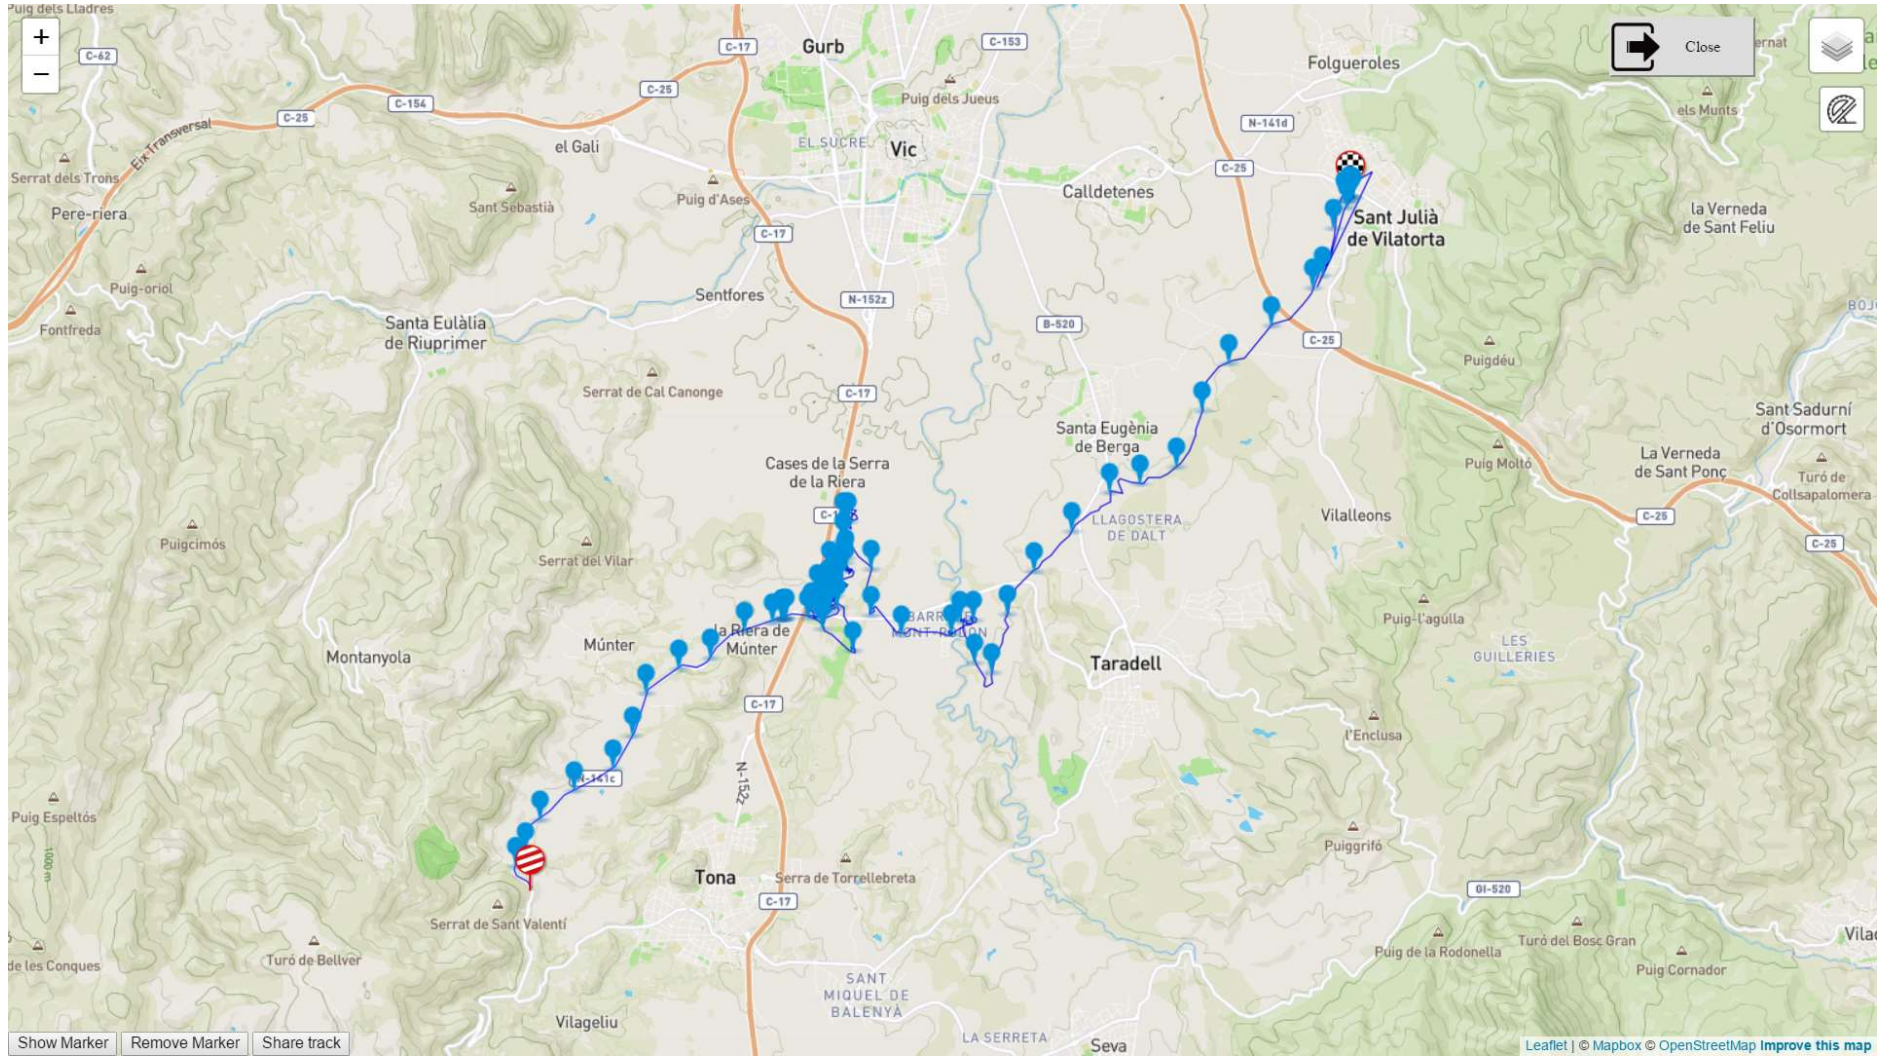 Puig dels Lladres
+
−
C-62
C-17
Gurb
C-153
Close
Folgueroles
els Munts
C-25
C-154
C-25
Puig dels Jueus
N-141d
Eix Transversal
el Gali
EL SUCRE
Vic
C-25
Serrat dels Trons
Sant Sebastià
Puig d'Ases
Calldetenes
Pere-riera
C-17
Sant Julià
de Vilatorta
la Verneda
de Sant Feliu
Puig-oriol
Sentfores
N-152z
Fontfreda
Santa Eulàlia
de Riuprimer
B-520
C-25
Puigdéu
Serrat de Cal Canonge
C-17
Santa Eugènia
de Berga
Sant Sadurní
d'Osormort
Cases de la Serra
de la Riera
Puig Moltó
La Verneda
de Sant Ponç
Turó de
Collsapalomera
Puigcimós
Serrat del Vilar
LLAGOSTERA
DE DALT
Vilalleons
C-25
C-25
Puig-l'agulla
Múnter
la Riera de
Múnter
MONT-RODON
LES
GUILLERIES
Montanyola
Taradell
C-17
l'Enclusa
N-141c
N-152z
Puig Espeltós
1000 m
Puiggrifó
Tona
Serra de Torrellebreta
C-17
GI-520
Serrat de Sant Valentí
Turó de Bellver
de les Conques
Puig de la Rodonella
Turó del Bosc Gran
Puig Cornador
SANT
MIQUEL DE
BALENYÀ
Vilageliu
LA SERRETA
Seva
Show Marker
Remove Marker
Share track
Leaflet | © Mapbox © OpenStreetMap Improve this map